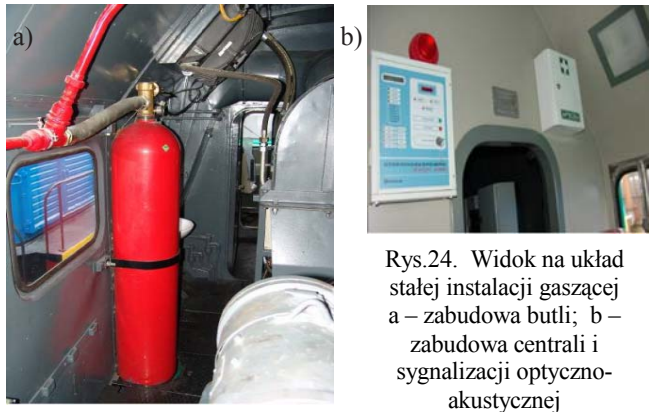 a)
b)
Rys.24. Widok na układ
stałej instalacji gaszącej
a – zabudowa butli; b –
zabudowa centrali i
sygnalizacji optyczno-
akustycznej